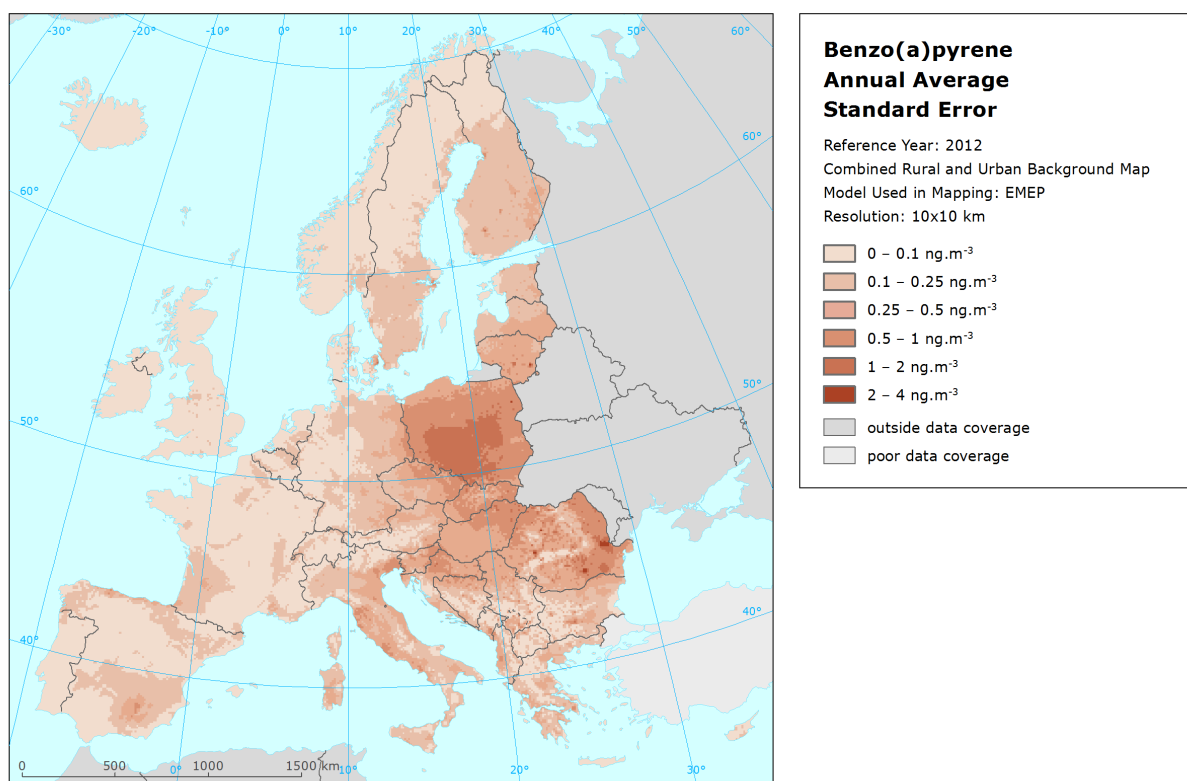 -30°
-20°
-10°
0°
10°
20°
30°
40°
50°
60°
60°
60°
50°
50°
40°
40°
0
500
1000
1500 km
0°
10°
20°
30°
Benzo(a)pyrene
Annual Average
Standard Error
Reference Year: 2012
Combined Rural and Urban Background Map
Model Used in Mapping: EMEP
Resolution: 10x10 km
0 – 0.1 ng.m⁻³
0.1 – 0.25 ng.m⁻³
0.25 – 0.5 ng.m⁻³
0.5 – 1 ng.m⁻³
1 – 2 ng.m⁻³
2 – 4 ng.m⁻³
outside data coverage
poor data coverage